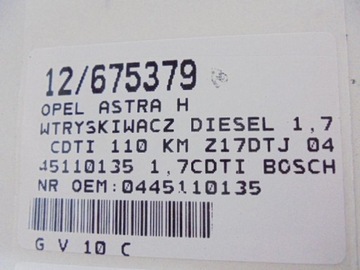 12/675379
OPEL ASTRA H
WTRYSKIWACZ DIESEL 1,7
CDTI 110 KM Z17DTJ 04
45110135 1,7CDTI BOSCH
NR OEM:0445110135
G V 10 C